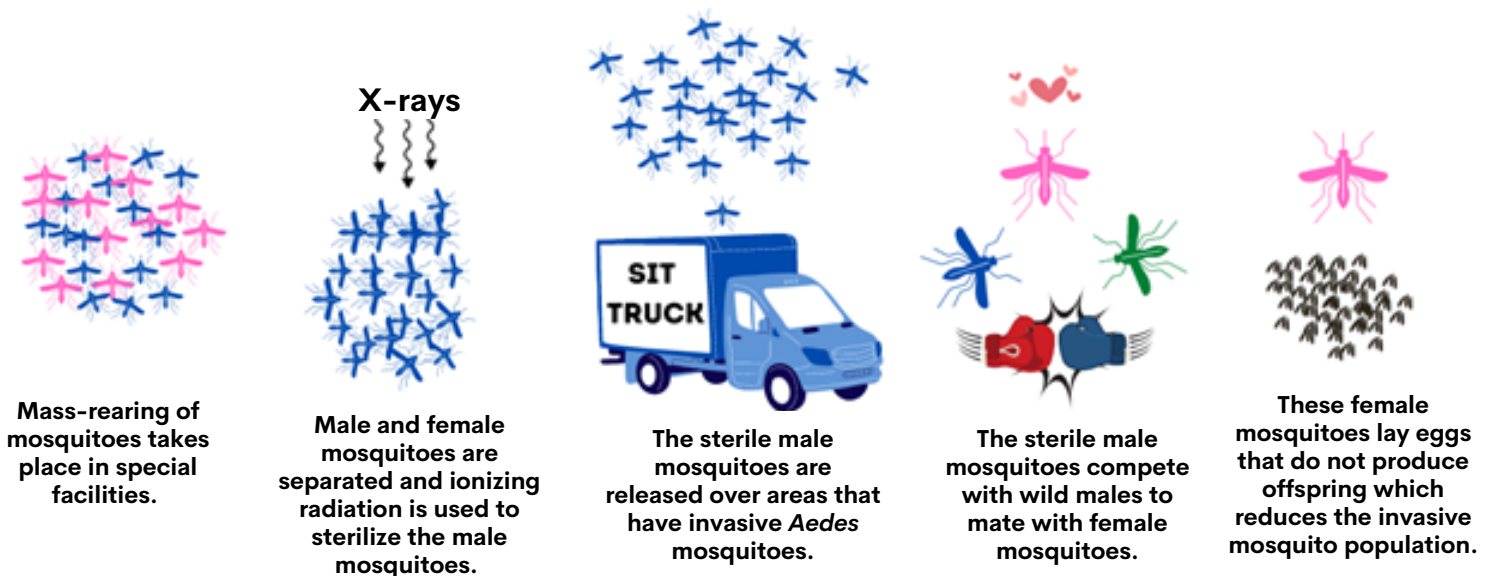 X-rays
SIT
TRUCK
Mass-rearing of
mosquitoes takes
place in special
facilities.
Male and female
mosquitoes are
separated and ionizing
radiation is used to
sterilize the male
mosquitoes.
The sterile male
mosquitoes are
released over areas that
have invasive Aedes
mosquitoes.
The sterile male
mosquitoes compete
with wild males to
mate with female
mosquitoes.
These female
mosquitoes lay eggs
that do not produce
offspring which
reduces the invasive
mosquito population.